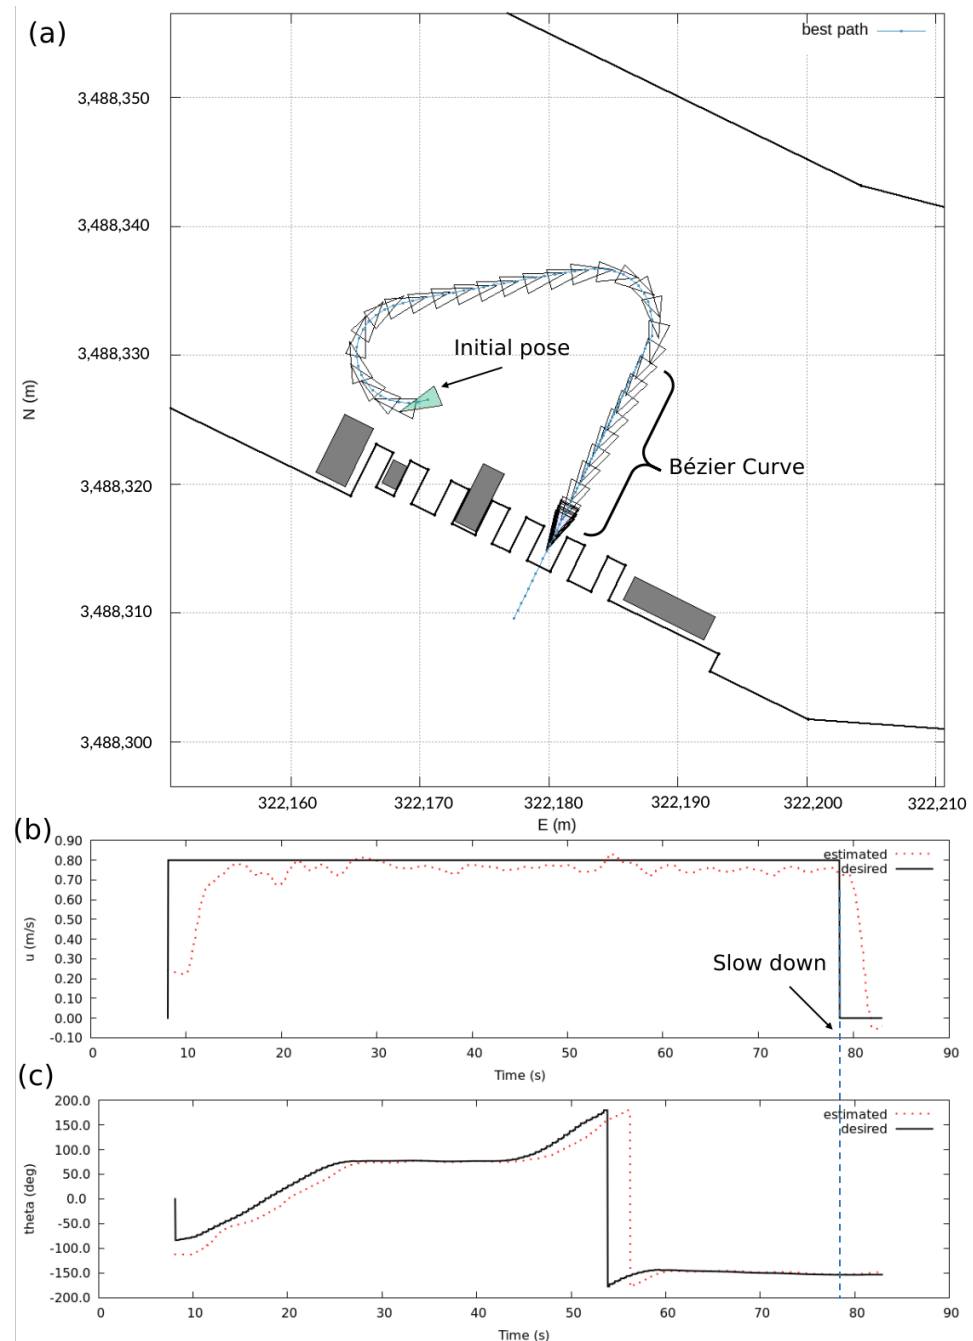 (a)
best path
3,488,350
3,488,340
3,488,330
3,488,320
3,488,310
3,488,300
N (m)
Initial pose
Bézier Curve
322,160 322,170 322,180 322,190 322,200 322,210
E (m)
(b)
0.90
0.80
0.70
0.60
0.50
0.40
0.30
0.20
0.10
0.00
-0.10
u (m/s)
estimated
desired
Slow down
0 10 20 30 40 50 60 70 80 90
Time (s)
(c)
200.0
150.0
100.0
50.0
0.0
-50.0
-100.0
-150.0
-200.0
theta (deg)
estimated
desired
0 10 20 30 40 50 60 70 80 90
Time (s)